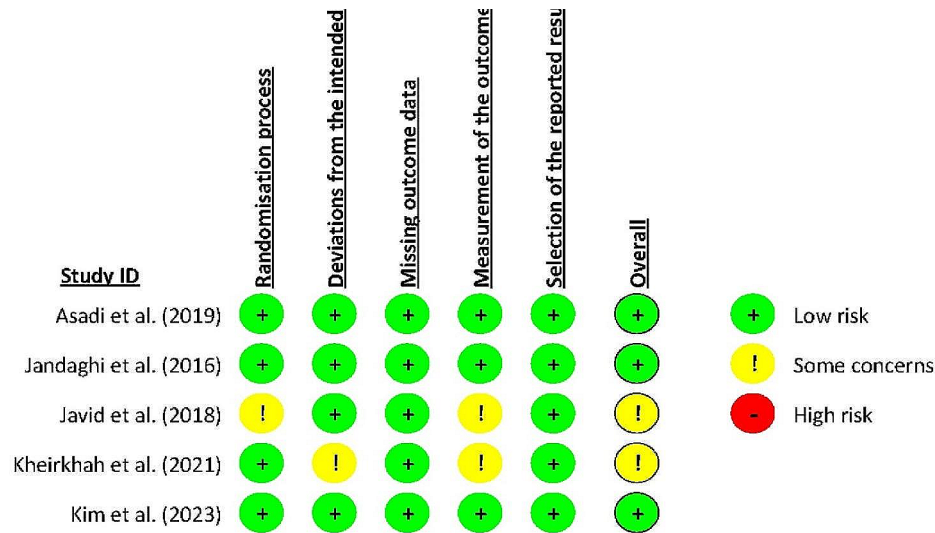 Randomisation process
Deviations from the intended
Missing outcome data
Measurement of the outcome
Selection of the reported resu
Overall
Study ID
Asadi et al. (2019) + + + + + +
Jandaghi et al. (2016) + + + + + +
Javid et al. (2018) ! + + ! + !
Kheirkhah et al. (2021) + ! + ! + !
Kim et al. (2023) + + + + + +
+ Low risk
! Some concerns
- High risk